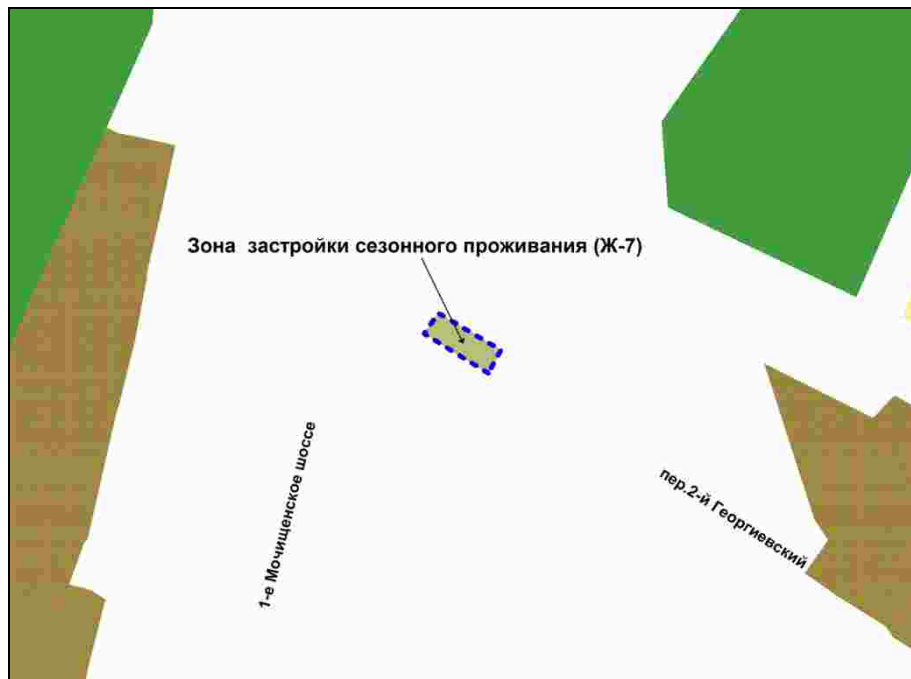 Зона застройки сезонного проживания (Ж-7)
1-е Мочищенское шоссе
пер.2-й Георгиевский